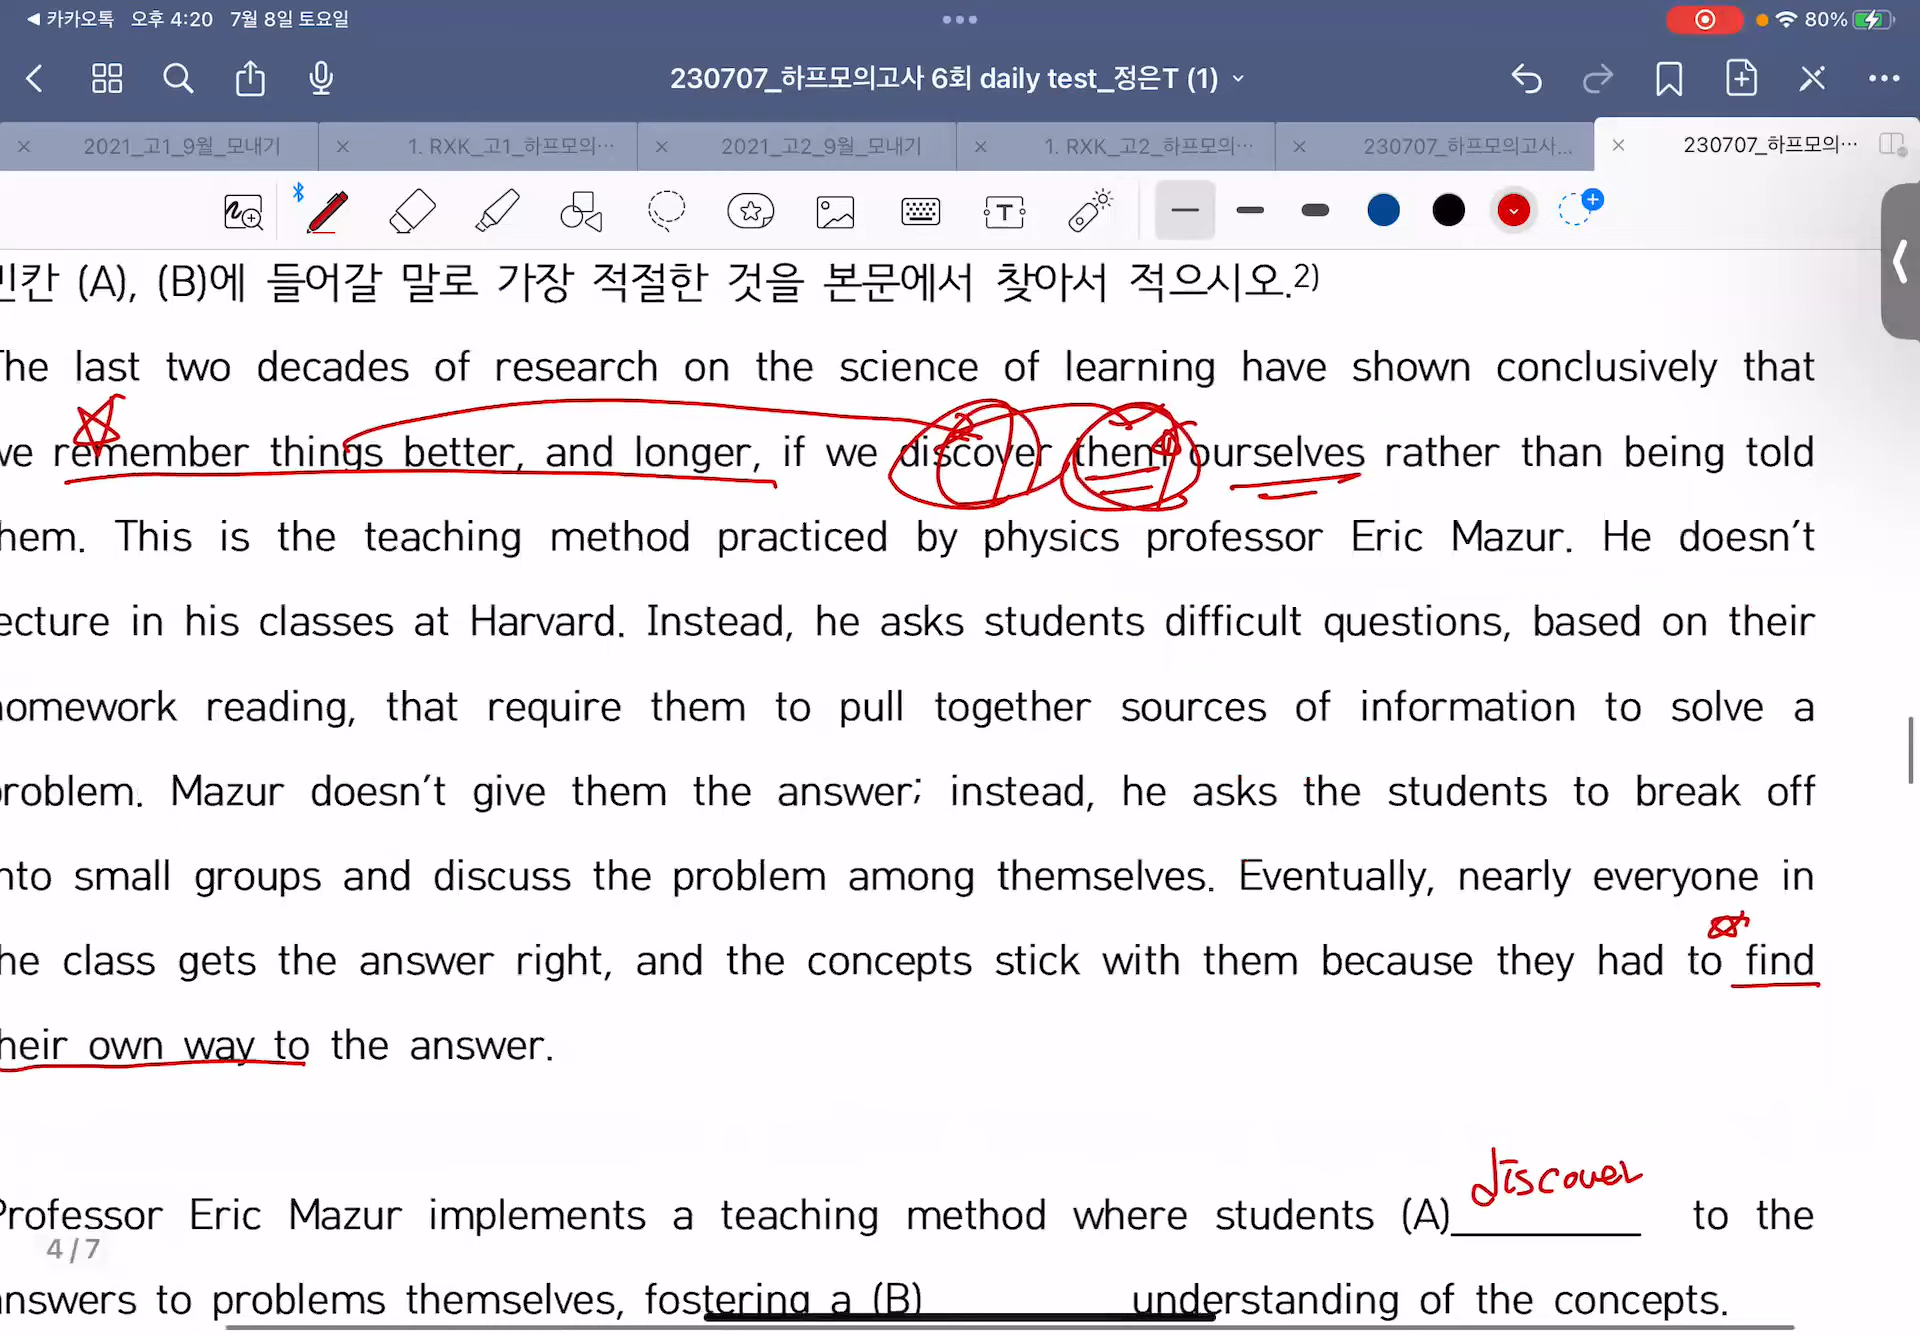 ◀ 카카오톡 오후 4:20 7월 8일 토요일
80%
230707_하프모의고사 6회 daily test_정은T (1)
2021_고1_9월_모내기
1. RXK_고1_하프모의…
2021_고2_9월_모내기
1. RXK_고2_하프모의…
230707_하프모의고사...
230707_하프모의…
칸 (A), (B)에 들어갈 말로 가장 적절한 것을 본문에서 찾아서 적으시오.2)
he last two decades of research on the science of learning have shown conclusively that
ve remember things better, and longer, if we discover them ourselves rather than being told
hem. This is the teaching method practiced by physics professor Eric Mazur. He doesn't
ecture in his classes at Harvard. Instead, he asks students difficult questions, based on their
omework reading, that require them to pull together sources of information to solve a
roblem. Mazur doesn't give them the answer; instead, he asks the students to break off
nto small groups and discuss the problem among themselves. Eventually, nearly everyone in
he class gets the answer right, and the concepts stick with them because they had to find
heir own way to the answer.
discover
Professor Eric Mazur implements a teaching method where students (A) to the
4/7
nswers to problems themselves, fostering a (B) understanding of the concepts.